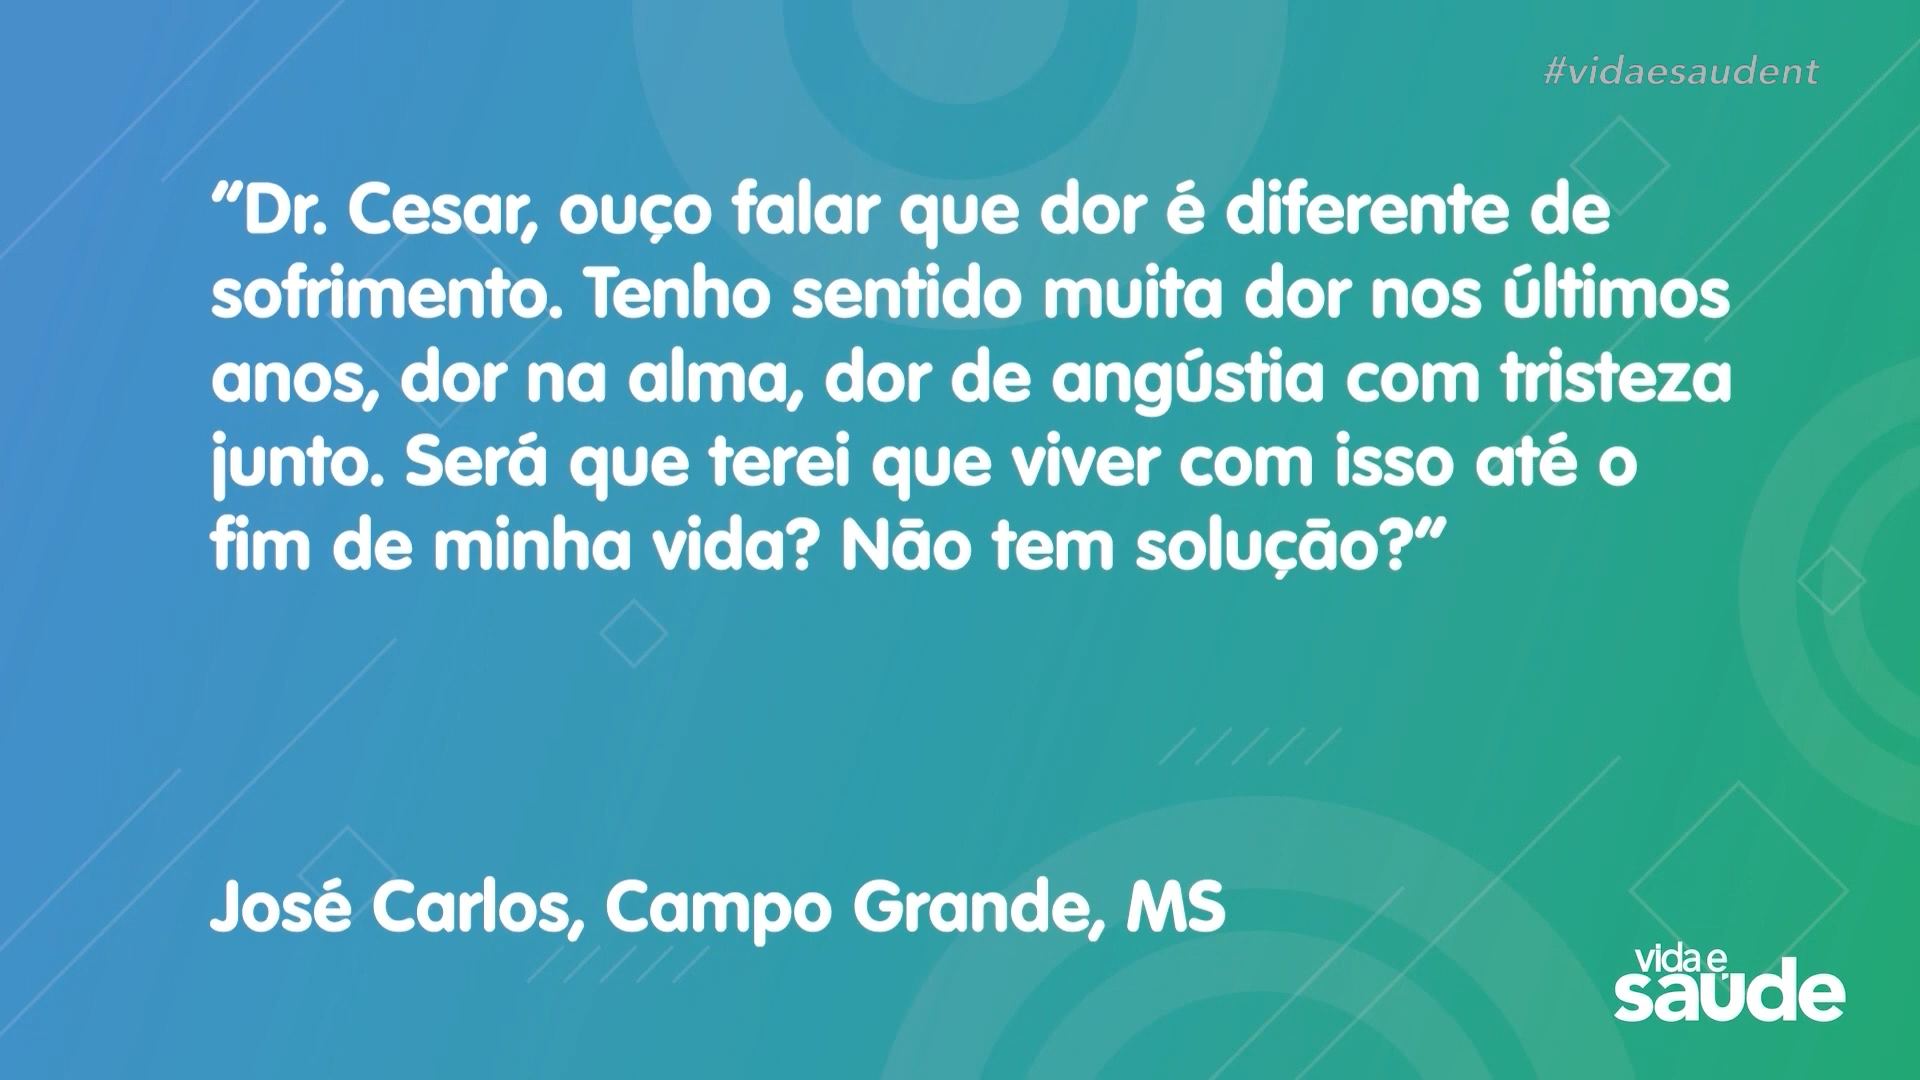 #vidaesaudent
“Dr. Cesar, ouço falar que dor é diferente de
sofrimento. Tenho sentido muita dor nos últimos
anos, dor na alma, dor de angústia com tristeza
junto. Será que terei que viver com isso até o
fim de minha vida? Não tem solução?”
José Carlos, Campo Grande, MS
vida e
saúde